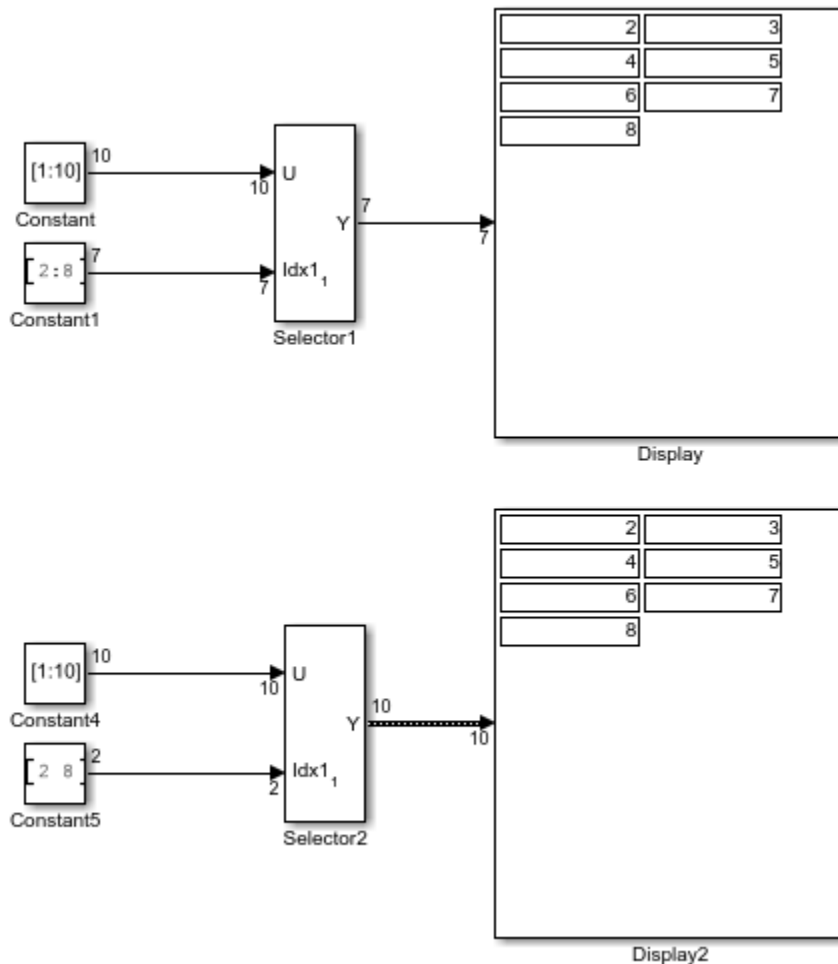 2 3
4 5
6 7
8
[1:10] 10
10 U
Constant
Y 7
7
[ 2:8 ] 7
7 Idx1 1
Constant1
Selector1
Display
2 3
4 5
6 7
8
[1:10] 10
10 U
Constant4
Y 10
10
[ 2 8 ] 2
2 Idx1 1
Constant5
Selector2
Display2